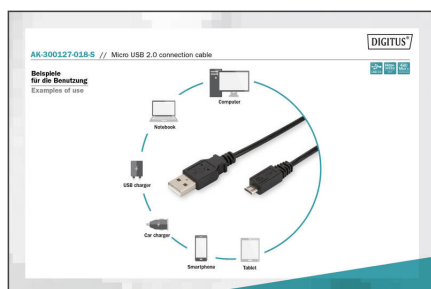 DIGITUS®
AK-300127-018-S // Micro USB 2.0 connection cable
Beispiele
für die Benutzung
Examples of use
Computer
Notebook
USB charger
Car charger
Smartphone
Tablet